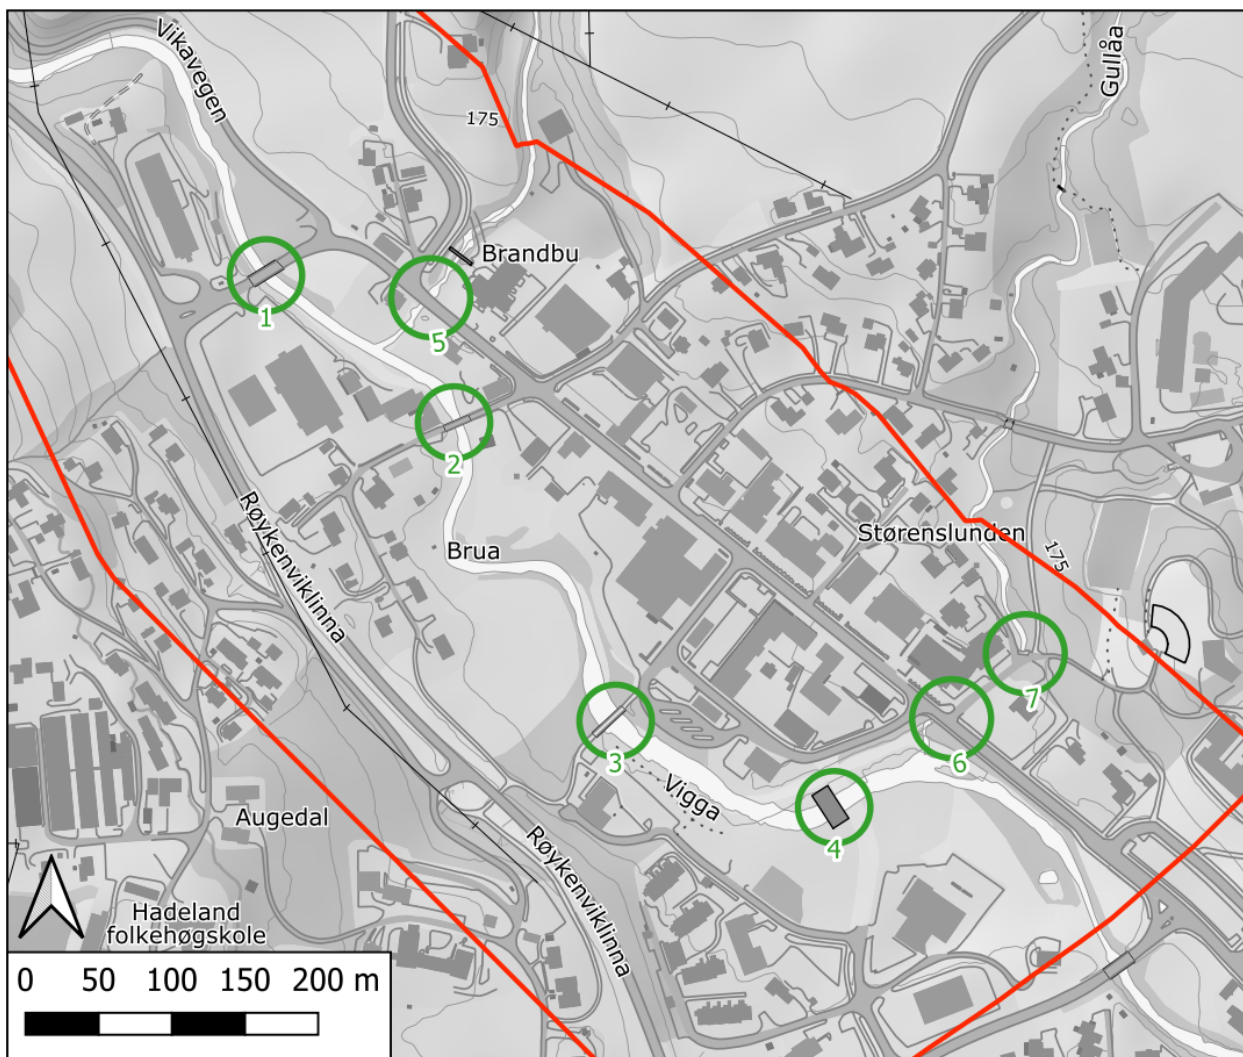 Vikavegen
Gullåa
175
Brandbu
1
5
2
Røykenviklinna
Brua
Størenslunden
175
7
3
6
Vigga
4
Augedal
Røykenviklinna
Hadeland
folkehøgskole
0 50 100 150 200 m